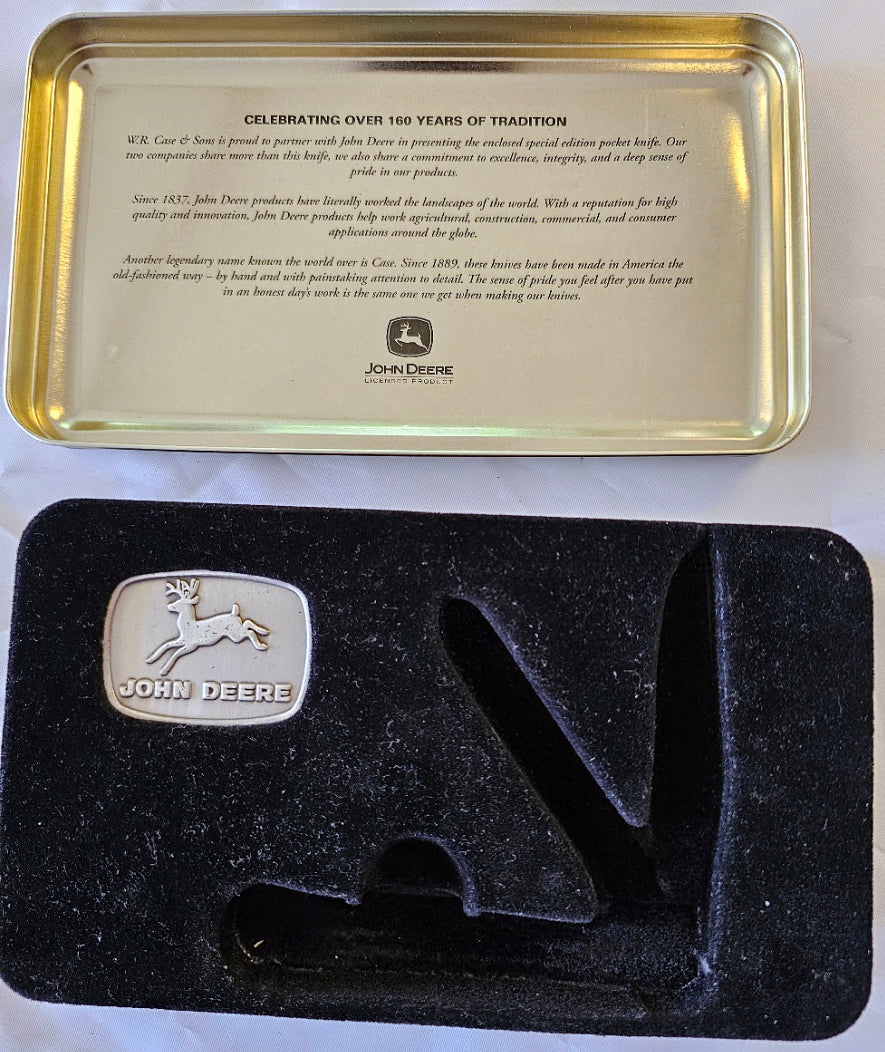 CELEBRATING OVER 160 YEARS OF TRADITION
W.R. Case & Sons is proud to partner with John Deere in presenting the enclosed special edition pocket knife. Our
two companies share more than this knife, we also share a commitment to excellence, integrity, and a deep sense of
pride in our products.
Since 1837, John Deere products have literally worked the landscapes of the world. With a reputation for high
quality and innovation, John Deere products help work agricultural, construction, commercial, and consumer
applications around the globe.
Another legendary name known the world over is Case. Since 1889, these knives have been made in America the
old-fashioned way – by hand and with painstaking attention to detail. The sense of pride you feel after you have put
in an honest day's work is the same one we get when making our knives.
JOHN DEERE
LICENSED PRODUCT
JOHN DEERE